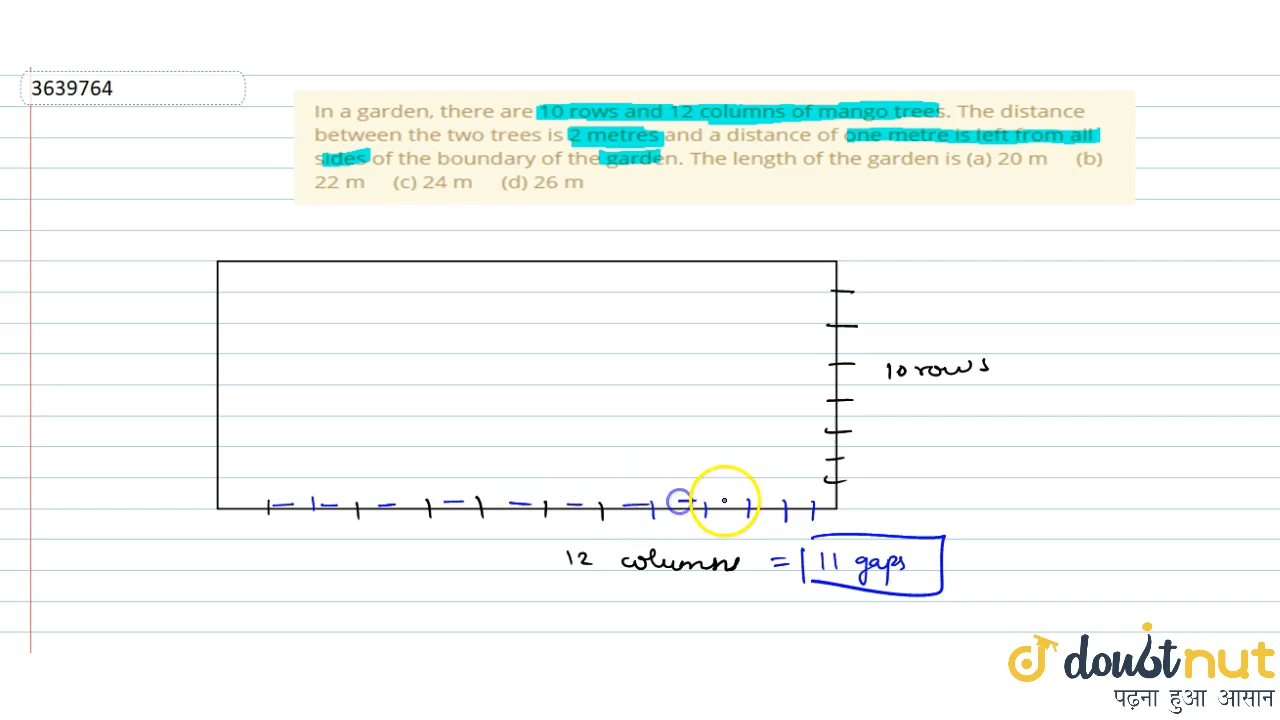 3639764
In a garden, there are 10 rows and 12 columns of mango trees. The distance
between the two trees is 2 metres and a distance of one metre is left from all
sides of the boundary of the garden. The length of the garden is (a) 20 m (b)
22 m (c) 24 m (d) 26 m
10 rows
12 columns = 11 gaps
doubtnut
पढ़ना हुआ आसान